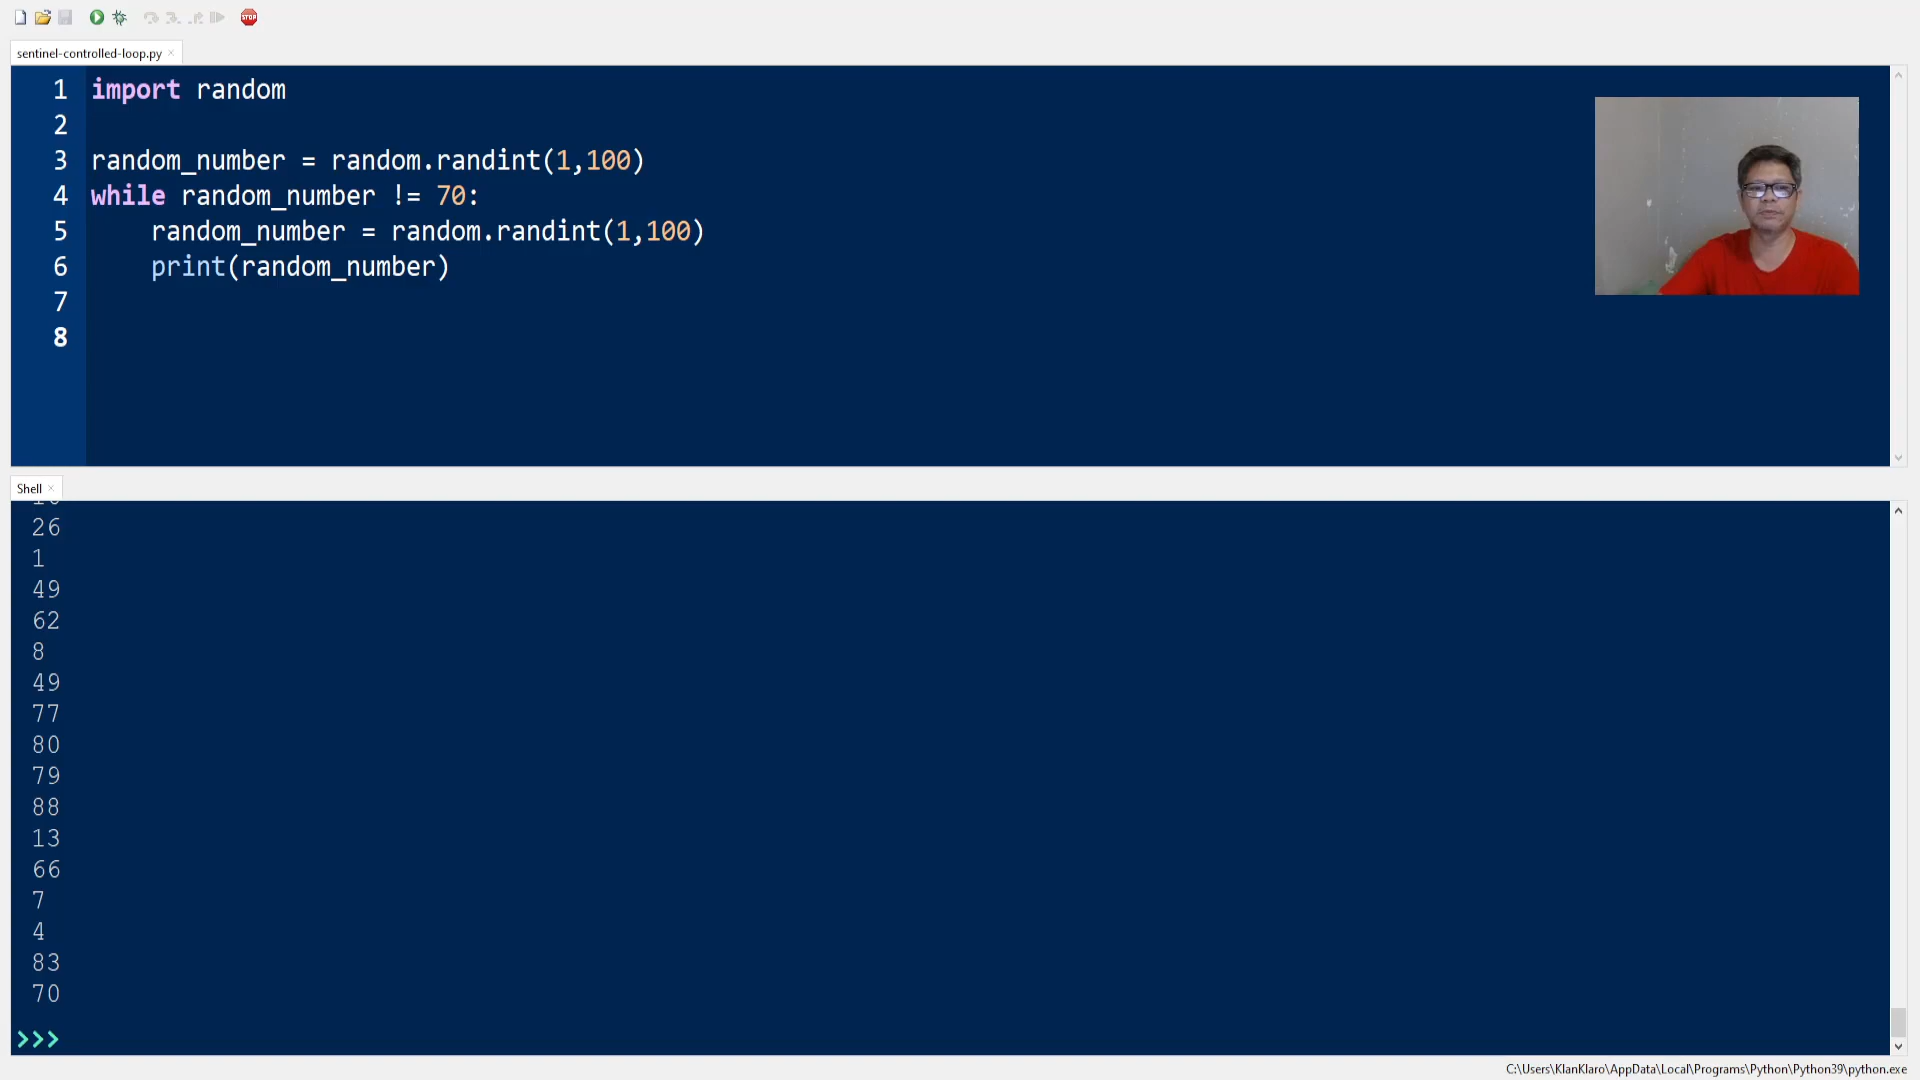 STOP
sentinel-controlled-loop.py
1 import random
2
3 random_number = random.randint(1,100)
4 while random_number != 70:
5     random_number = random.randint(1,100)
6     print(random_number)
7
8
Shell
26
1
49
62
8
49
77
80
79
88
13
66
7
4
83
70
>>>
C:\Users\KlanKlaro\AppData\Local\Programs\Python\Python39\python.exe